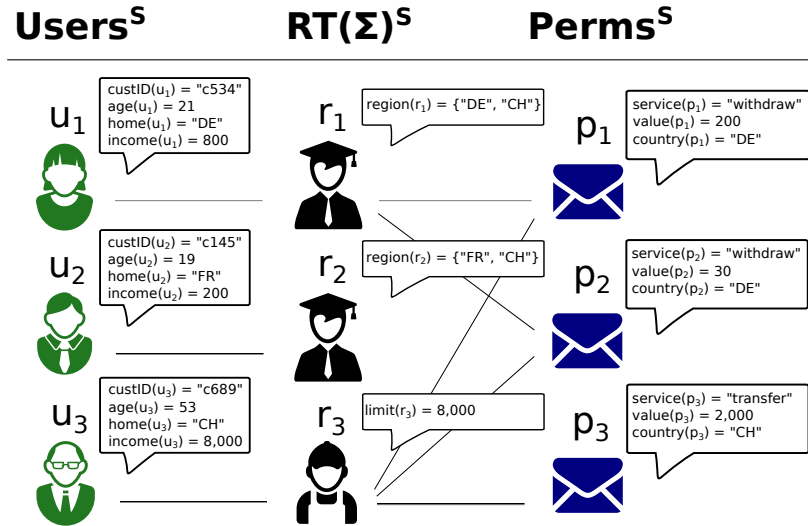 Users^S RT(Σ)^S Perms^S
u₁
custID(u₁) = "c534"
age(u₁) = 21
home(u₁) = "DE"
income(u₁) = 800
r₁
region(r₁) = {"DE", "CH"}
p₁
service(p₁) = "withdraw"
value(p₁) = 200
country(p₁) = "DE"
u₂
custID(u₂) = "c145"
age(u₂) = 19
home(u₂) = "FR"
income(u₂) = 200
r₂
region(r₂) = {"FR", "CH"}
p₂
service(p₂) = "withdraw"
value(p₂) = 30
country(p₂) = "DE"
u₃
custID(u₃) = "c689"
age(u₃) = 53
home(u₃) = "CH"
income(u₃) = 8,000
r₃
limit(r₃) = 8,000
p₃
service(p₃) = "transfer"
value(p₃) = 2,000
country(p₃) = "CH"